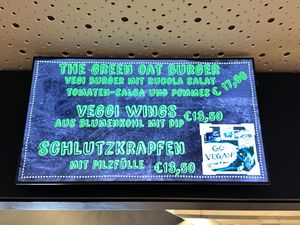 THE GREEN OAT BURGER
VEGI BURGER MIT RUCOLA SALAT
TOMATEN-SALSA UND POMMES € 17,90
VEGGI WINGS
AUS BLUMENKOHL MIT DIP €13,50
SCHLUTZKRAPFEN
MIT PILZFÜLLE €13,50
GO
VEGAN